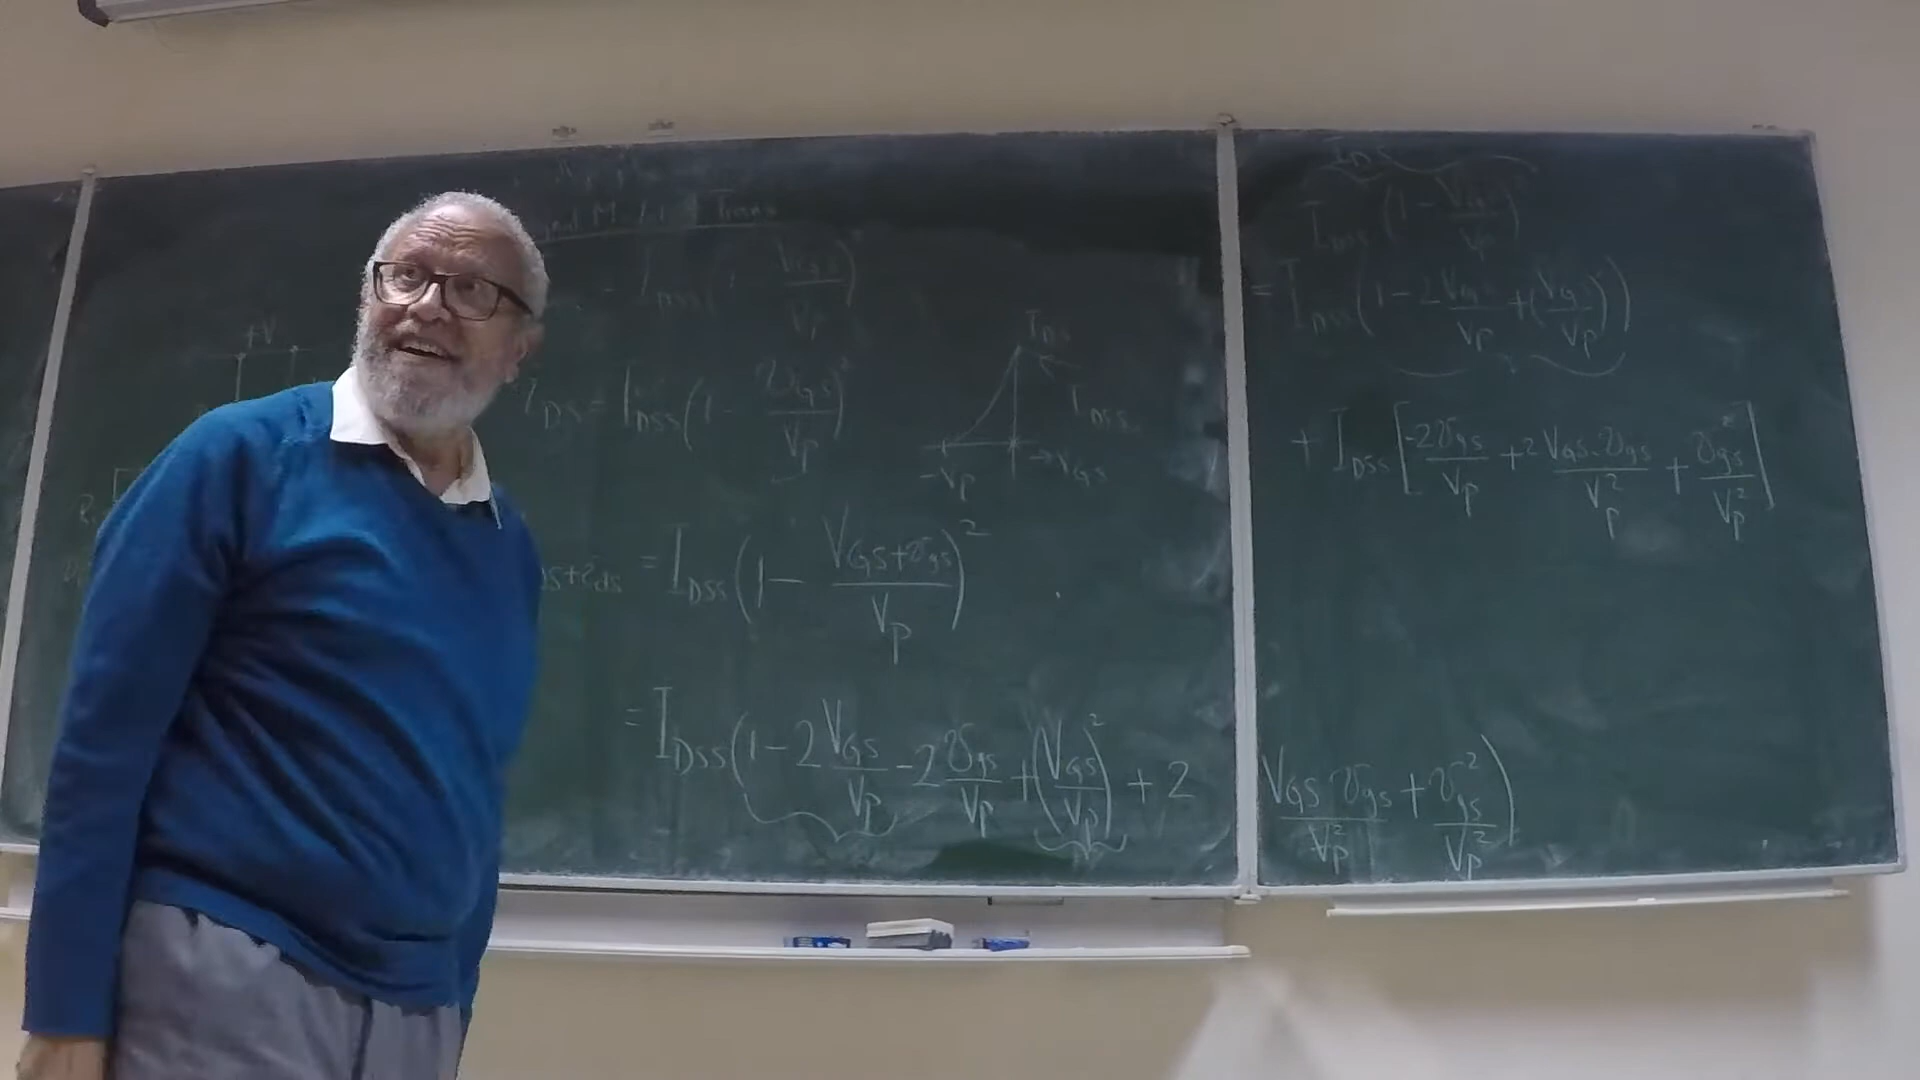 Trans
+V
I_DSS ( V_GS / V_p )²
i_DS = I_DSS ( 1 - v_GS / V_p )²
I_DS
I_DSS
-V_p → V_GS
DS + i_ds = I_DSS ( 1 - V_GS + v_gs / V_p )²
= I_DSS ( 1 - 2 V_GS / V_p - 2 v_gs / V_p + ( V_GS / V_p )² + 2 V_GS v_gs / V_p² + v_gs² / V_p² )
I_DS
I_DSS ( 1 - V_GS / V_p )²
= I_DSS ( 1 - 2 V_GS / V_p + ( V_GS / V_p )² )
+ I_DSS [ -2 v_gs / V_p + 2 V_GS . v_gs / V_p² + v_gs² / V_p² ]